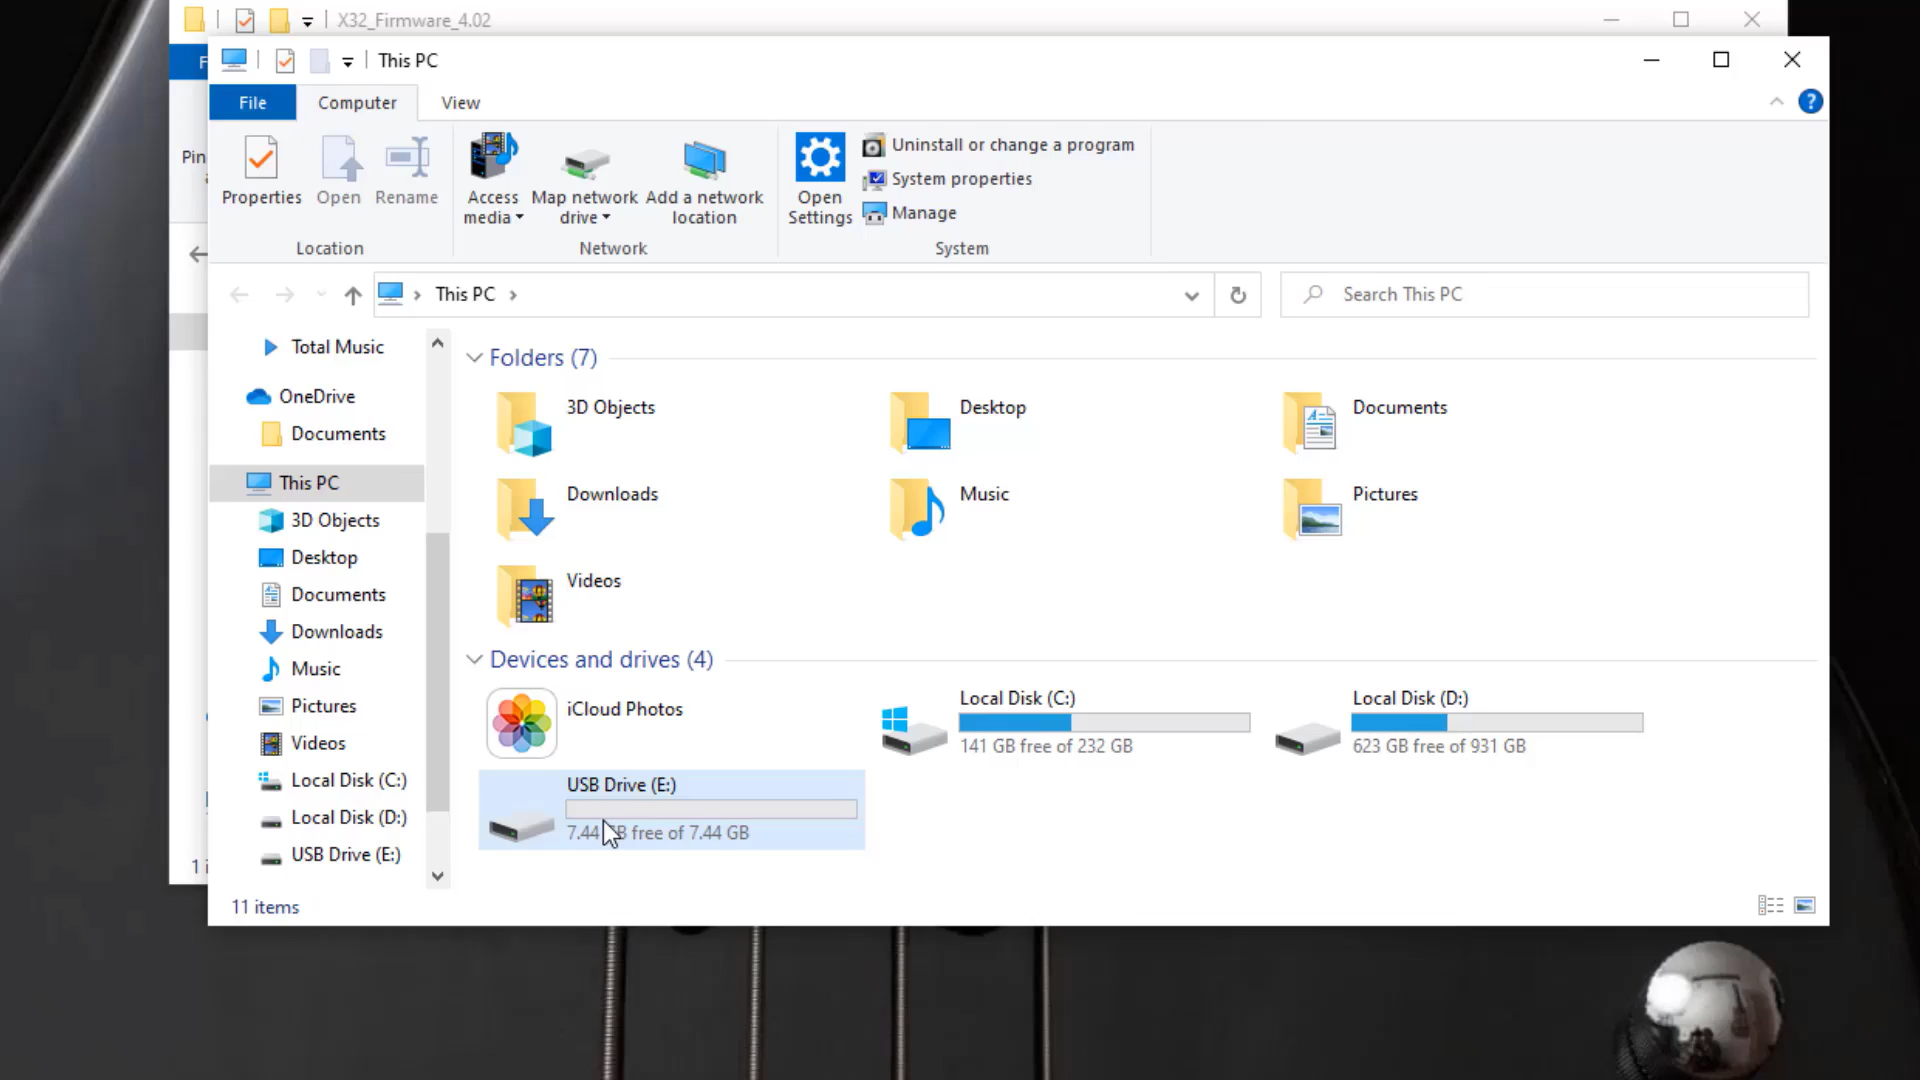 X32_Firmware_4.02
This PC
File
Computer
View
Pin
Properties
Open
Rename
Access media
Map network drive
Add a network location
Open Settings
Uninstall or change a program
System properties
Manage
Location
Network
System
This PC
Search This PC
Total Music
OneDrive
Documents
This PC
3D Objects
Desktop
Documents
Downloads
Music
Pictures
Videos
Local Disk (C:)
Local Disk (D:)
USB Drive (E:)
Folders (7)
3D Objects
Desktop
Documents
Downloads
Music
Pictures
Videos
Devices and drives (4)
iCloud Photos
Local Disk (C:)
141 GB free of 232 GB
Local Disk (D:)
623 GB free of 931 GB
USB Drive (E:)
7.44 GB free of 7.44 GB
11 items